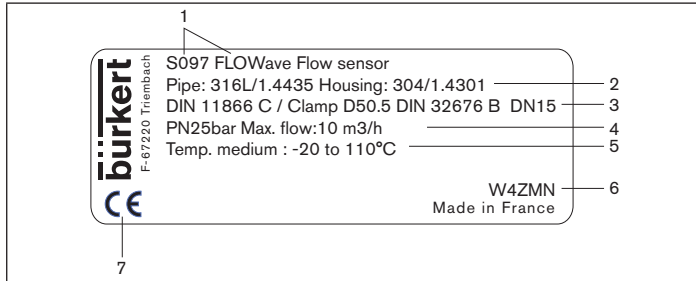 1
S097 FLOWave Flow sensor
Pipe: 316L/1.4435 Housing: 304/1.4301
2
DIN 11866 C / Clamp D50.5 DIN 32676 B DN15
3
PN25bar Max. flow:10 m3/h
4
Temp. medium : -20 to 110°C
5
bürkert
F-67220 Triembach
W4ZMN
6
Made in France
CE
7